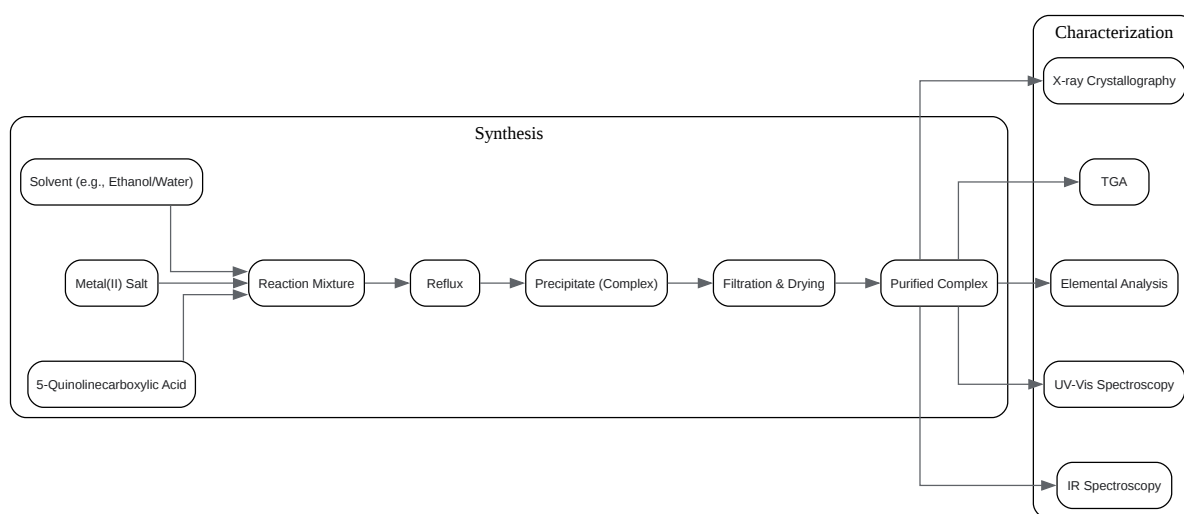 Characterization
X-ray Crystallography
Synthesis
Solvent (e.g., Ethanol/Water)
TGA
Metal(II) Salt
Reaction Mixture
Reflux
Precipitate (Complex)
Filtration & Drying
Purified Complex
Elemental Analysis
5-Quinolinecarboxylic Acid
UV-Vis Spectroscopy
IR Spectroscopy